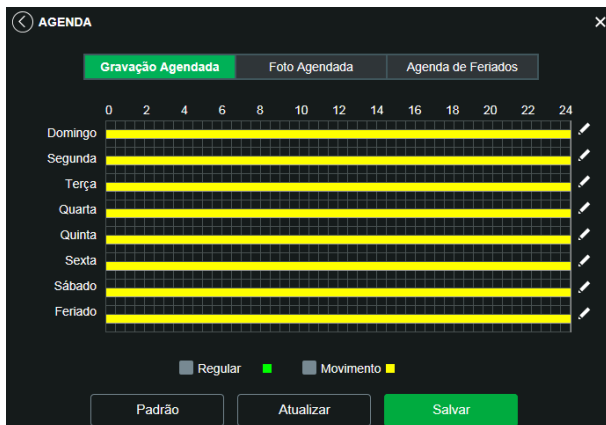 AGENDA
Gravação Agendada Foto Agendada Agenda de Feriados
0 2 4 6 8 10 12 14 16 18 20 22 24
Domingo
Segunda
Terça
Quarta
Quinta
Sexta
Sábado
Feriado
Regular Movimento
Padrão Atualizar Salvar